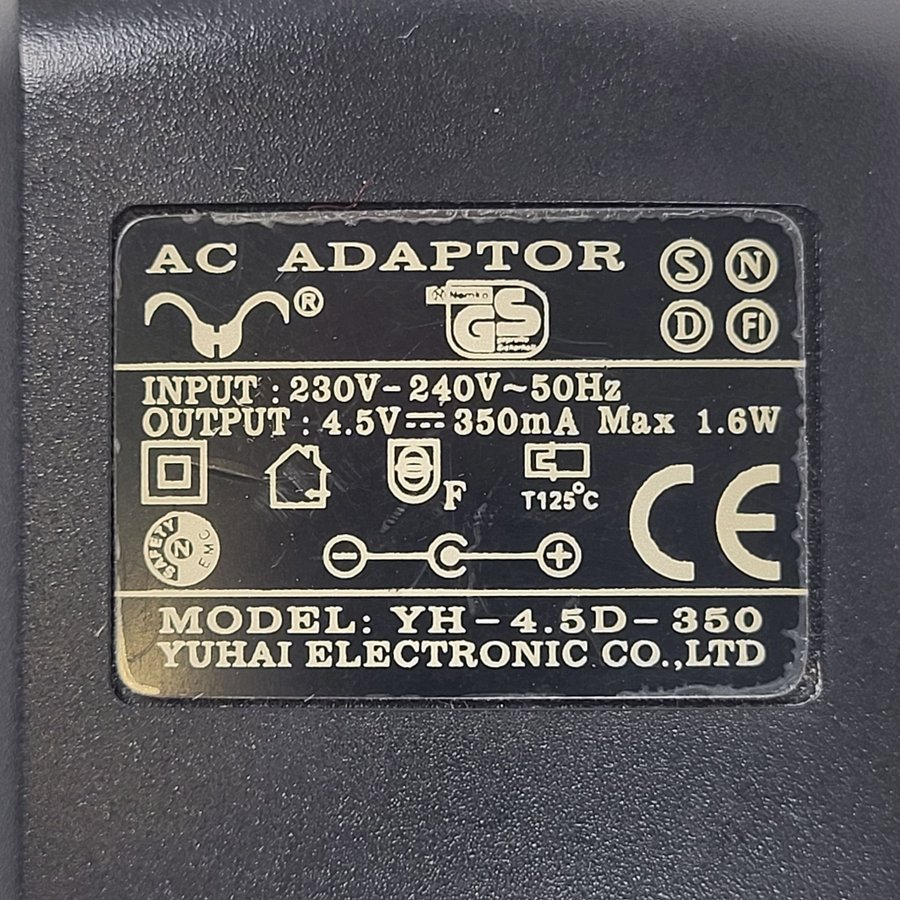 AC ADAPTOR
S N
D FI
®
Nemko
GS
INPUT : 230V-240V~50Hz
OUTPUT : 4.5V⎓350mA Max 1.6W
F
T125°C
CE
SAFETY N EMC
− +
MODEL: YH-4.5D-350
YUHAI ELECTRONIC CO.,LTD